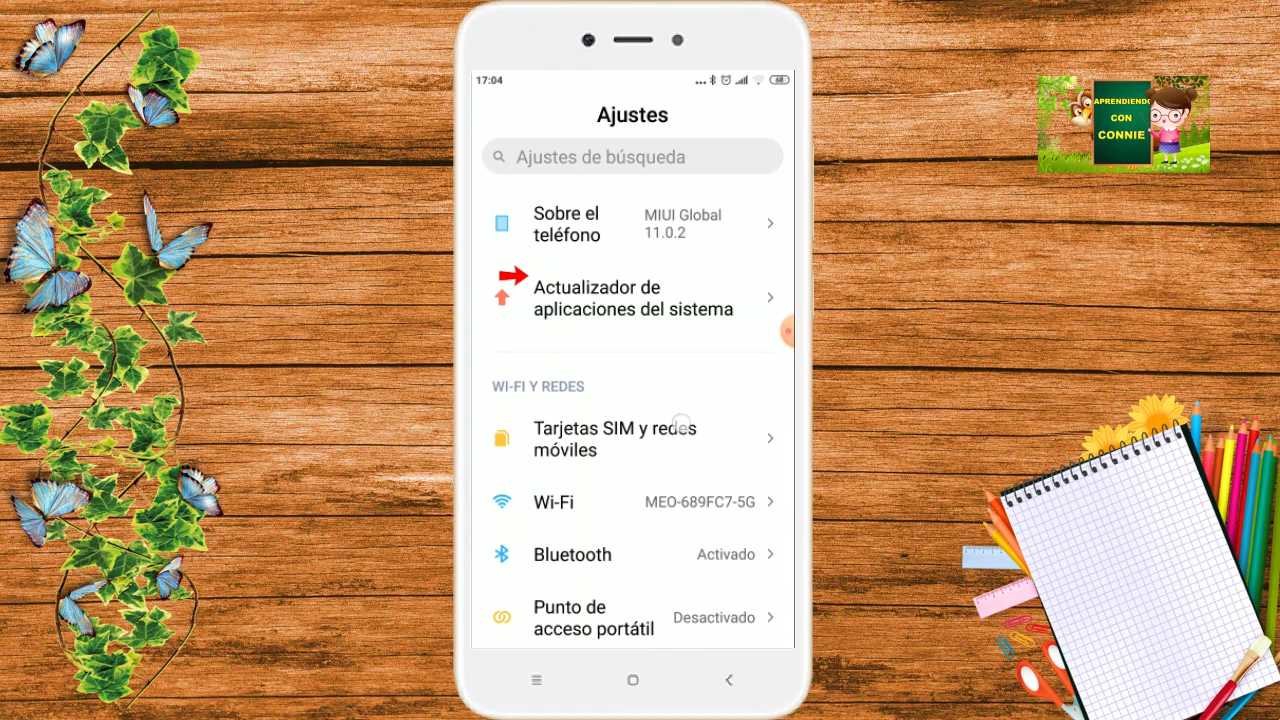 17:04
68
Ajustes
Ajustes de búsqueda
Sobre el
teléfono
MIUI Global
11.0.2
Actualizador de
aplicaciones del sistema
WI-FI Y REDES
Tarjetas SIM y redes
móviles
Wi-Fi
MEO-689FC7-5G
Bluetooth
Activado
Punto de
acceso portátil
Desactivado
APRENDIENDO
CON
CONNIE